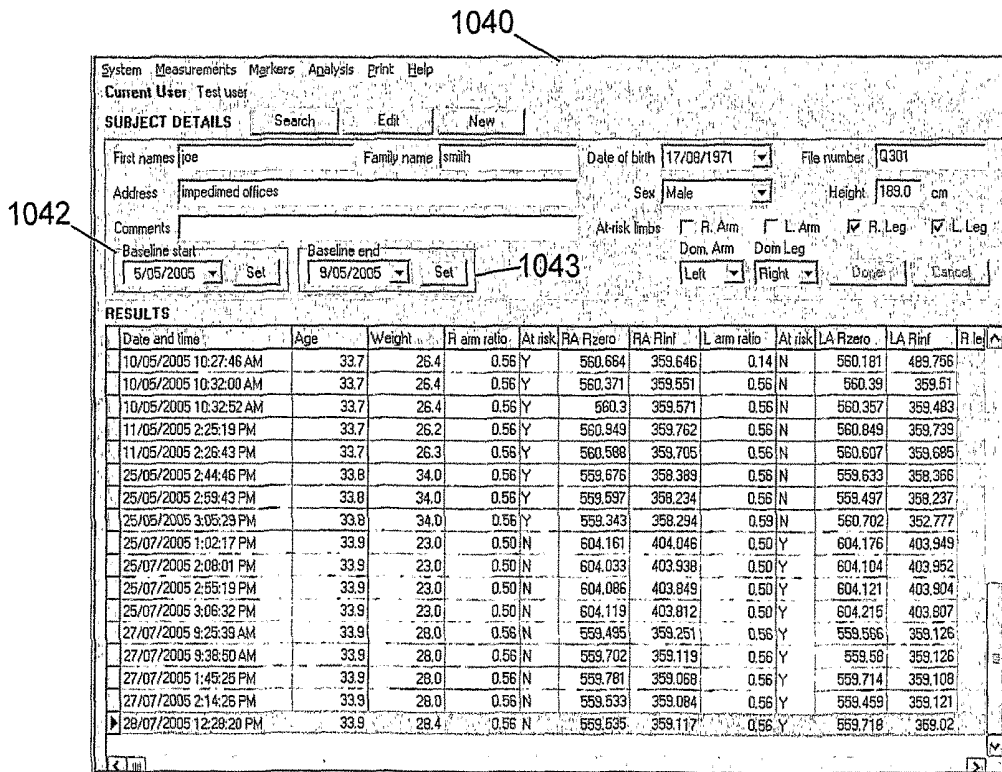 1040
System Measurements Markers Analysis Print Help
Current User Test user
SUBJECT DETAILS Search Edit New
First names joe Family name smith Date of birth 17/08/1971 File number Q301
Address impedimed offices Sex Male Height 189.0 cm
1042
Comments At-risk limbs R. Arm L. Arm R. Leg L. Leg
Baseline start Baseline end Dom. Arm Dom Leg
5/05/2005 Set 9/05/2005 Set 1043 Left Right Done Cancel
RESULTS
Date and time Age Weight R arm ratio At risk RA Rzero RA RInf L arm ratio At risk LA Rzero LA Rinf R leg
10/05/2005 10:27:46 AM 33.7 26.4 0.56 Y 560.664 359.646 0.14 N 560.181 489.756
10/05/2005 10:32:00 AM 33.7 26.4 0.56 Y 560.371 359.551 0.56 N 560.39 359.51
10/05/2005 10:32:52 AM 33.7 26.4 0.56 Y 560.3 359.571 0.56 N 560.357 359.483
11/05/2005 2:25:19 PM 33.7 26.2 0.56 Y 560.949 359.762 0.56 N 560.849 359.739
11/05/2005 2:26:43 PM 33.7 26.3 0.56 Y 560.588 359.705 0.56 N 560.607 359.685
25/05/2005 2:44:46 PM 33.8 34.0 0.56 Y 559.676 358.389 0.56 N 559.633 358.366
25/05/2005 2:59:43 PM 33.8 34.0 0.56 Y 559.597 358.234 0.56 N 559.497 358.237
25/05/2005 3:05:29 PM 33.8 34.0 0.56 Y 559.343 358.294 0.59 N 560.702 352.777
25/07/2005 1:02:17 PM 33.9 23.0 0.50 N 604.161 404.046 0.50 Y 604.176 403.949
25/07/2005 2:08:01 PM 33.9 23.0 0.50 N 604.033 403.938 0.50 Y 604.104 403.952
25/07/2005 2:55:19 PM 33.9 23.0 0.50 N 604.086 403.849 0.50 Y 604.121 403.904
25/07/2005 3:06:32 PM 33.9 23.0 0.50 N 604.119 403.812 0.50 Y 604.215 403.607
27/07/2005 9:25:39 AM 33.9 28.0 0.56 N 559.495 359.251 0.56 Y 559.566 359.126
27/07/2005 9:38:50 AM 33.9 28.0 0.56 N 559.702 359.119 0.56 Y 559.58 359.126
27/07/2005 1:45:25 PM 33.9 28.0 0.56 N 559.781 359.068 0.56 Y 559.714 359.108
27/07/2005 2:14:26 PM 33.9 28.0 0.56 N 559.533 359.084 0.56 Y 559.459 359.121
28/07/2005 12:28:20 PM 33.9 28.4 0.56 N 559.635 359.117 0.56 Y 559.718 359.02